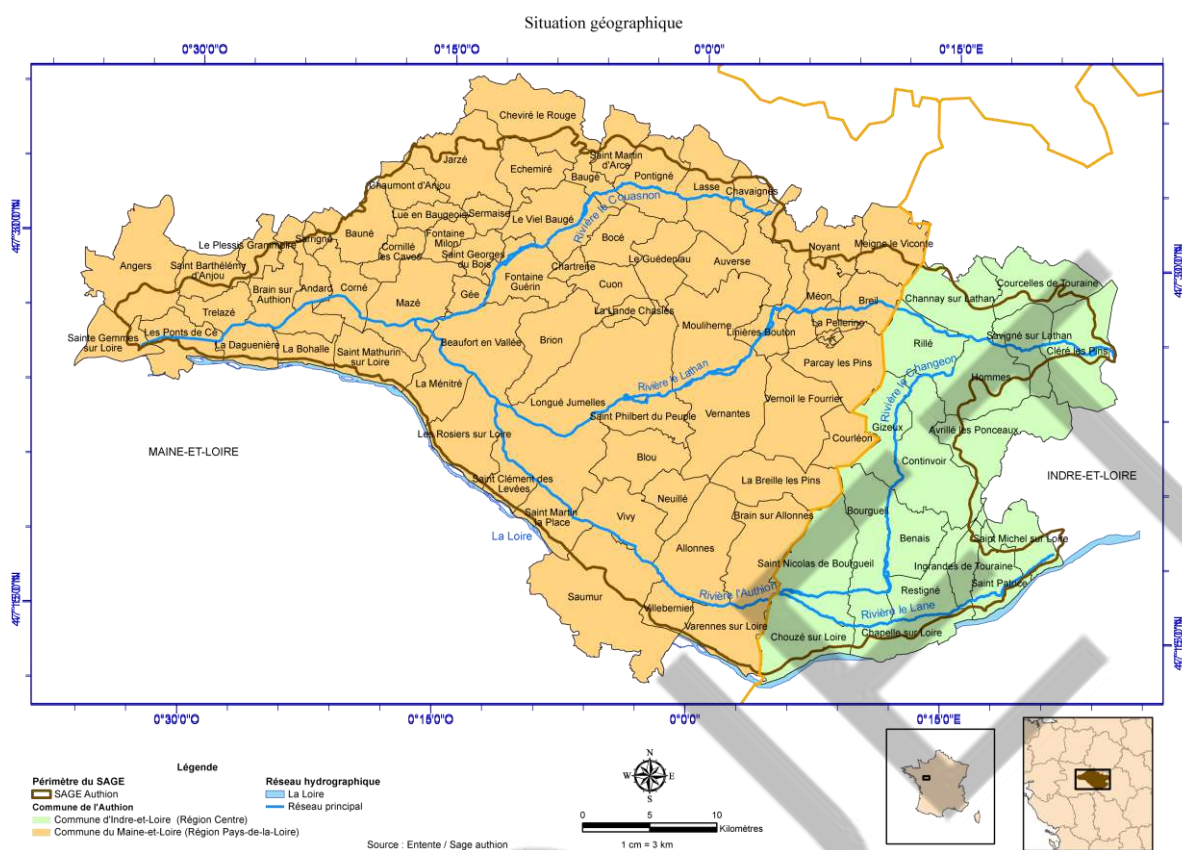 Situation géographique
0°30'0"O
0°15'0"O
0°0'0"
0°15'0"E
Cheviré le Rouge
Jarzé
Echemiré
Saint Martin
d'Arce
Baugé
Pontigné
Chaumont d'Anjou
Lasse
Chavaignes
Lue en Baugeois
Sermaise
Le Viel Baugé
Rivière le Couasnon
Sarrigné
Bauné
Fontaine
Milon
Bocé
Noyant
Meigne le Viconte
Le Plessis Grammoire
Cornillé
les Caves
Saint Georges
du Bois
Chartrené
Le Guédeplau
Auverse
Angers
Saint Barthélémy
d'Anjou
Fontaine
Guérin
Cuon
Courcelles de Touraine
Brain sur
Authion
Andard
Corné
Gée
Méon
Breil
Channay sur Lathan
Mazé
Trelazé
La Lande Chasles
Mouliherne
Linières Bouton
La Pellerine
Les Ponts de Cé
Sainte Gemmes
sur Loire
La Daguenière
La Bohalle
Saint Mathurin
sur Loire
Beaufort en Vallée
Brion
Rillé
Savigné sur Lathan
Cléré les Pins
Parcay les Pins
La Ménitré
Rivière le Lathan
Rivière le Changeon
Hommes
Longué Jumelles
Saint Philbert du Peuple
Vernantes
Vernoil le Fourrier
Les Rosiers sur Loire
Courléon
Gizeux
Avrillé les Ponceaux
MAINE-ET-LOIRE
Blou
Continvoir
INDRE-ET-LOIRE
Saint Clément des
Levées
La Breille les Pins
Neuillé
Saint Martin
la Place
Vivy
Brain sur Allonnes
Bourgueil
La Loire
Allonnes
Benais
Saint Michel sur Loire
Saint Nicolas de Bourgueil
Ingrandes de Touraine
Saint Patrice
Saumur
Rivière l'Authion
Restigné
Villebernier
Rivière le Lane
Varennes sur Loire
Chouzé sur Loire
Chapelle sur Loire
0°30'0"O
0°15'0"O
0°0'0"
0°15'0"E
Légende
Périmètre du SAGE
SAGE Authion
Commune de l'Authion
Commune d'Indre-et-Loire (Région Centre)
Commune du Maine-et-Loire (Région Pays-de-la-Loire)
Réseau hydrographique
La Loire
Réseau principal
N
W E
S
0 5 10
Kilomètres
1 cm = 3 km
Source : Entente / Sage authion